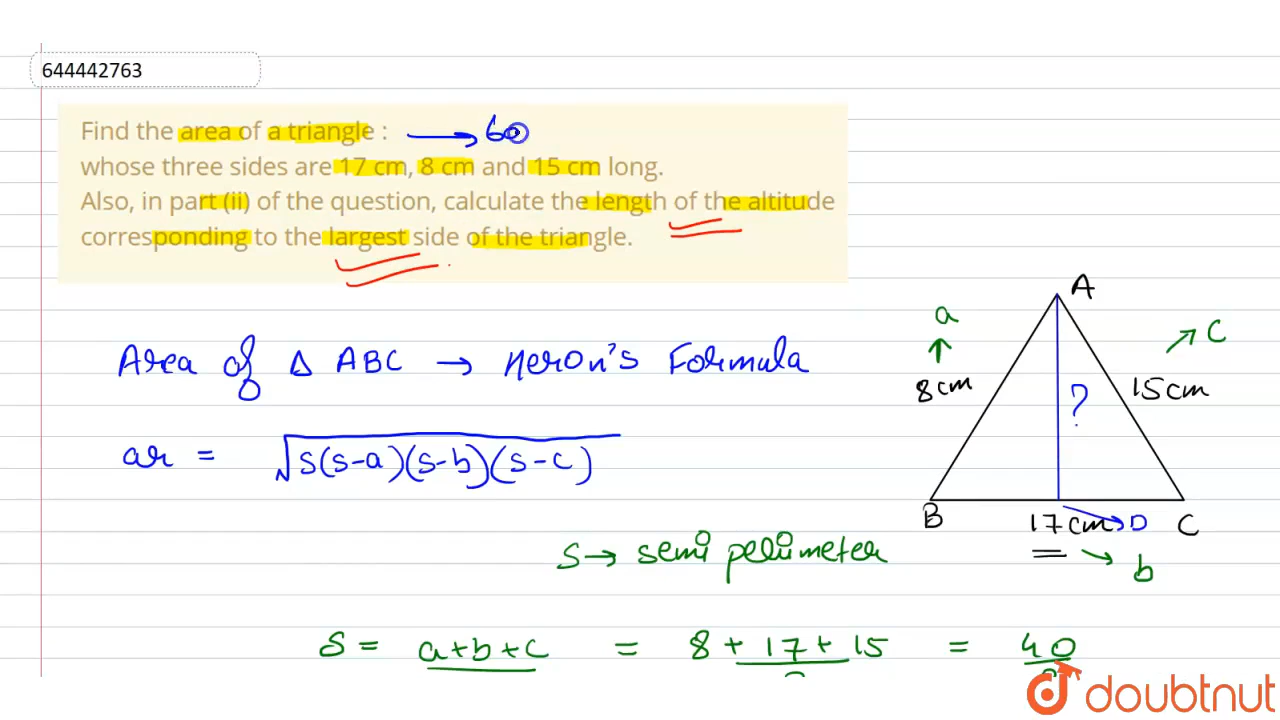 644442763
Find the area of a triangle : → 60
whose three sides are 17 cm, 8 cm and 15 cm long.
Also, in part (ii) of the question, calculate the length of the altitude
corresponding to the largest side of the triangle.
A
a
C
Area of Δ ABC → Heron's Formula
8cm
?
15cm
ar = √s(s-a)(s-b)(s-c)
B
17cm
D
C
S → semi perimeter
b
S = a+b+c = 8+17+15 = 40
doubtnut